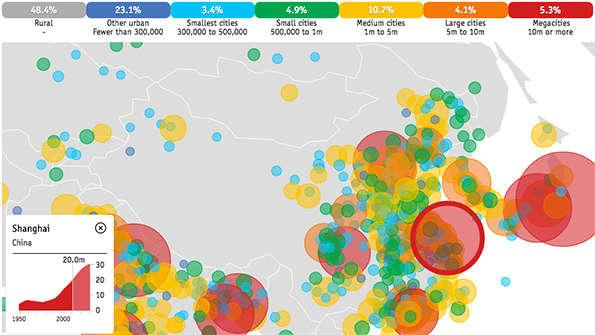 48.4% 23.1% 3.4% 4.9% 10.7% 4.1% 5.3%
Rural Other urban Smallest cities Small cities Medium cities Large cities Megacities
- Fewer than 300,000 300,000 to 500,000 500,000 to 1m 1m to 5m 5m to 10m 10m or more
Shanghai
China
20.0m
30
20
10
0
1950 2000